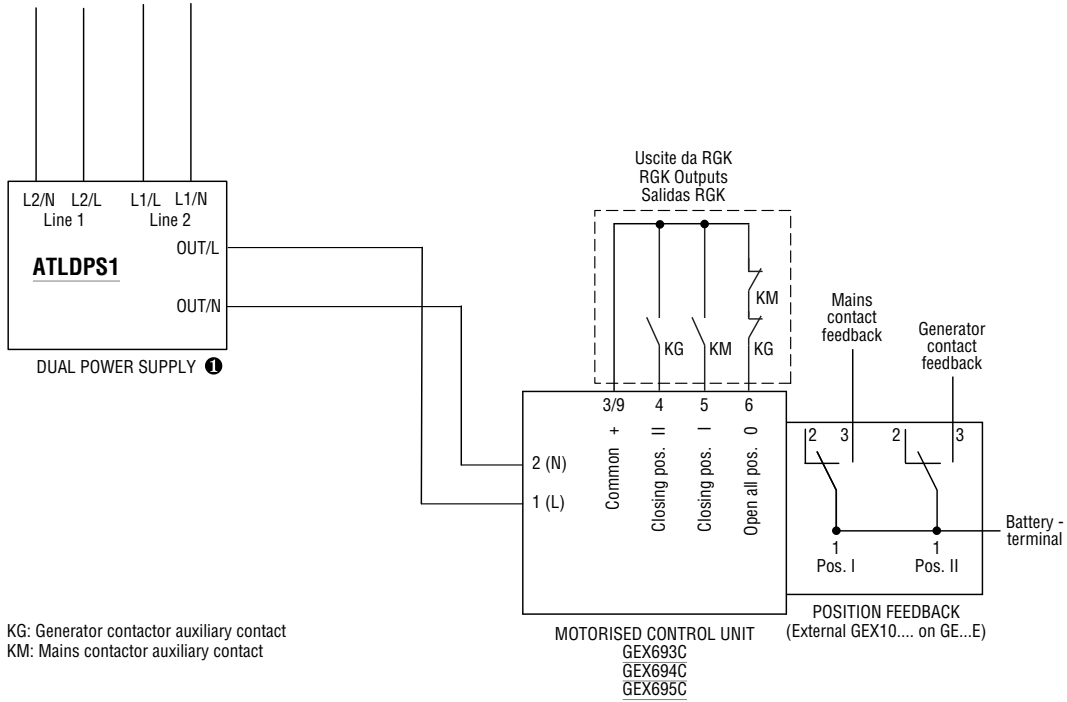 L2/N L2/L L1/L L1/N
Line 1 Line 2
OUT/L
ATLDPS1
OUT/N
DUAL POWER SUPPLY ❶
Uscite da RGK
RGK Outputs
Salidas RGK
KM
KG KM KG
3/9 4 5 6
Common +
Closing pos. II
Closing pos. I
Open all pos. 0
2 (N)
1 (L)
Mains
contact
feedback
Generator
contact
feedback
2 3 2 3
1 1
Pos. I Pos. II
Battery -
terminal
POSITION FEEDBACK
(External GEX10.... on GE...E)
MOTORISED CONTROL UNIT
GEX693C
GEX694C
GEX695C
KG: Generator contactor auxiliary contact
KM: Mains contactor auxiliary contact